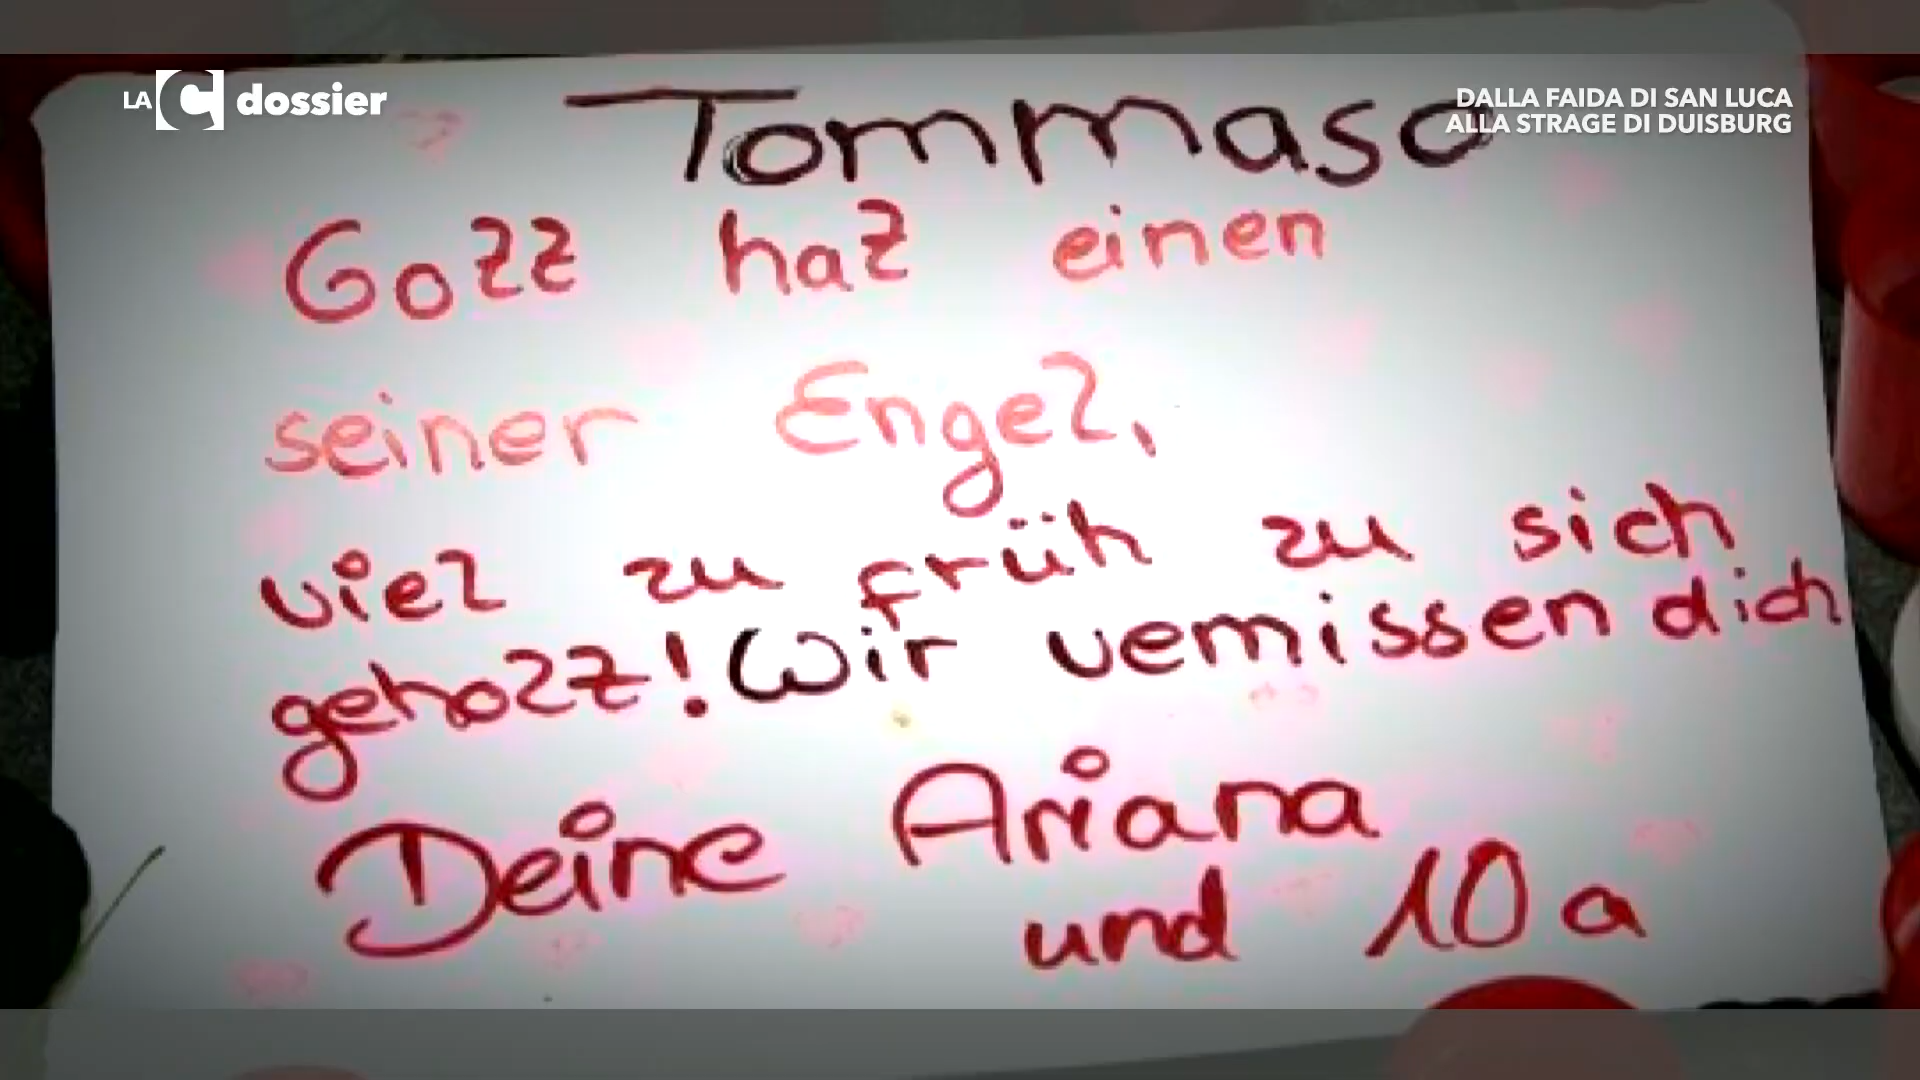 LA C dossier
DALLA FAIDA DI SAN LUCA
ALLA STRAGE DI DUISBURG
Tommaso
Gott hat einen
seiner Engel,
viel zu früh zu sich
geholt! Wir vemissen dich
Deine Ariana
und 10a